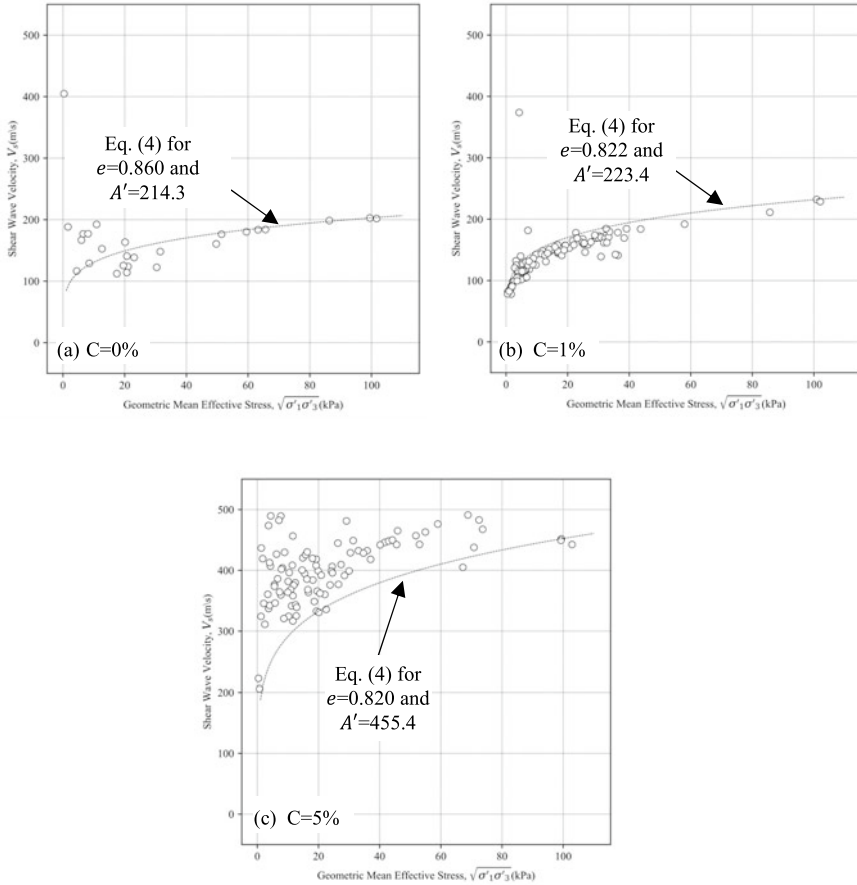 500
400
300
200
100
0
Shear Wave Velocity, Vₛ(m\s)
Eq. (4) for
e=0.860 and
A′=214.3
(a) C=0%
0 20 40 60 80 100
Geometric Mean Effective Stress, √σ′₁σ′₃(kPa)
500
400
300
200
100
0
Shear Wave Velocity, Vₛ(m\s)
Eq. (4) for
e=0.822 and
A′=223.4
(b) C=1%
0 20 40 60 80 100
Geometric Mean Effective Stress, √σ′₁σ′₃(kPa)
500
400
300
200
100
0
Shear Wave Velocity, Vₛ(m\s)
Eq. (4) for
e=0.820 and
A′=455.4
(c) C=5%
0 20 40 60 80 100
Geometric Mean Effective Stress, √σ′₁σ′₃(kPa)